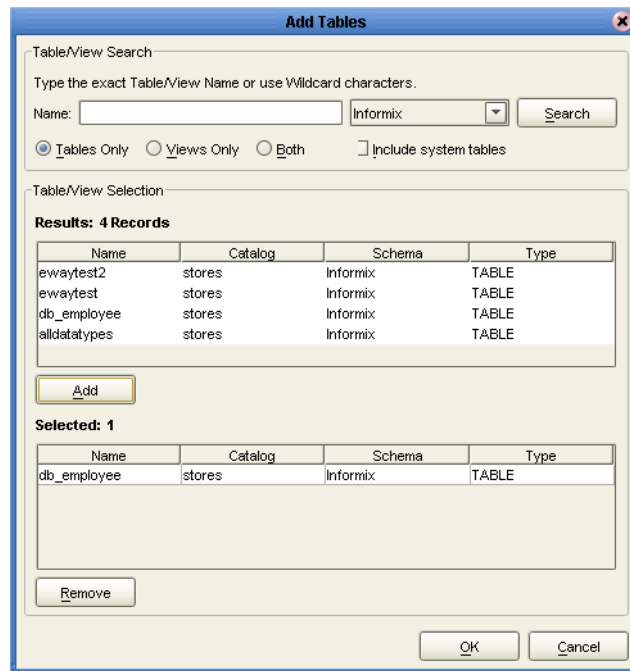 Add Tables
Table/View Search
Type the exact Table/View Name or use Wildcard characters.
Name: Informix Search
Tables Only Views Only Both Include system tables
Table/View Selection
Results: 4 Records
Name Catalog Schema Type
ewaytest2 stores Informix TABLE
ewaytest stores Informix TABLE
db_employee stores Informix TABLE
alldatatypes stores Informix TABLE
Add
Selected: 1
Name Catalog Schema Type
db_employee stores Informix TABLE
Remove
OK Cancel